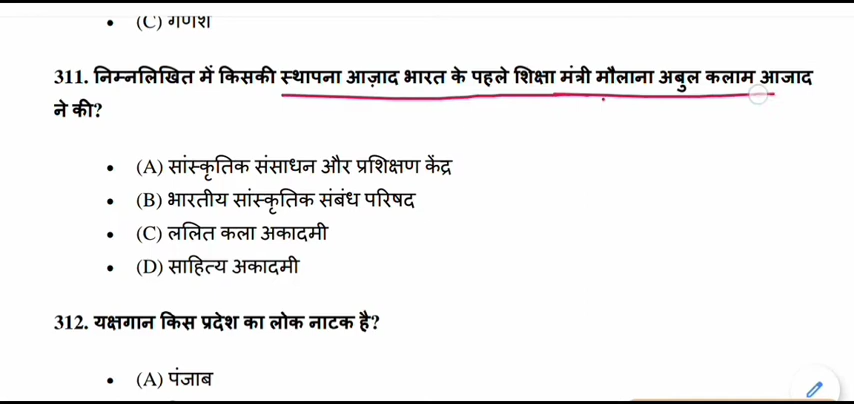 (C) गणेश
311. निम्नलिखित में किसकी स्थापना आज़ाद भारत के पहले शिक्षा मंत्री मौलाना अबुल कलाम आजाद
ने की?
(A) सांस्कृतिक संसाधन और प्रशिक्षण केंद्र
(B) भारतीय सांस्कृतिक संबंध परिषद
(C) ललित कला अकादमी
(D) साहित्य अकादमी
312. यक्षगान किस प्रदेश का लोक नाटक है?
(A) पंजाब